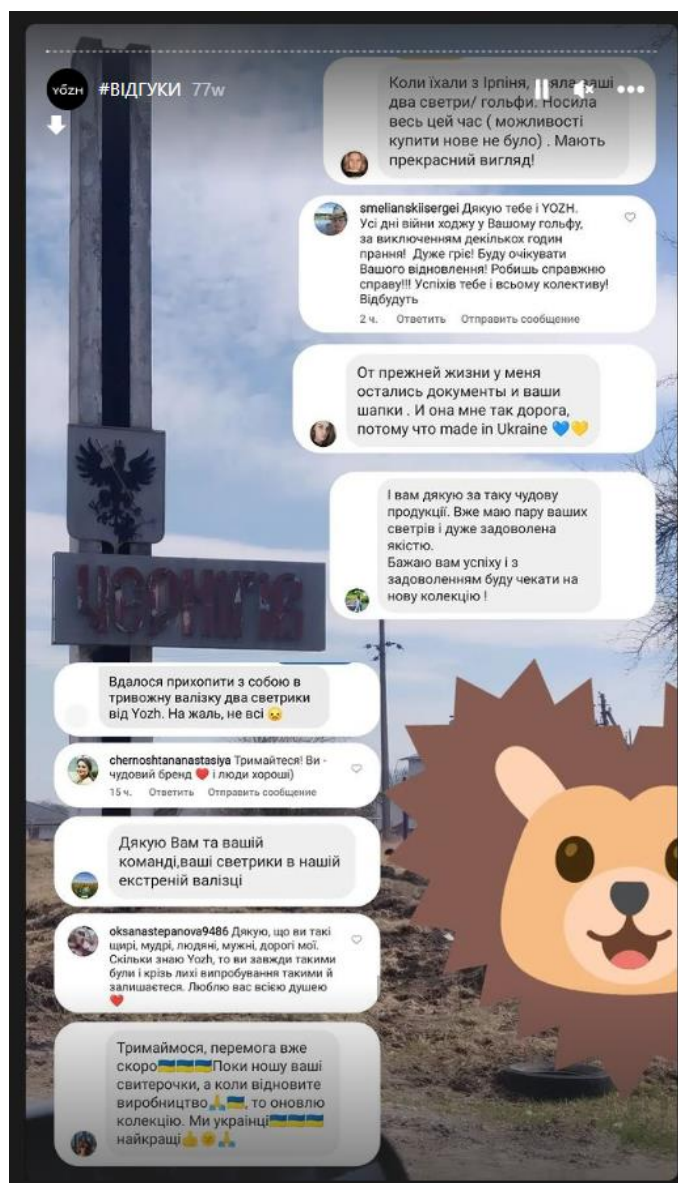 YOZH #ВІДГУКИ 77w
Коли їхали з Ірпіня, ваші
два светри/ гольфи. Носила
весь цей час ( можливості
купити нове не було) . Мають
прекрасний вигляд!
smelianskiisergei Дякую тебе і YOZH.
Усі дні війни ходжу у Вашому гольфу,
за виключенням декількох годин
прання! Дуже гріє! Буду очікувати
Вашого відновлення! Робишь справжню
справу!!! Успіхів тебе і всьому колективу!
Відбудуть
2 ч. Ответить Отправить сообщение
От прежней жизни у меня
остались документы и ваши
шапки . И она мне так дорога,
потому что made in Ukraine 💙💛
І вам дякую за таку чудову
продукції. Вже маю пару ваших
светрів і дуже задоволена
якістю.
Бажаю вам успіху і з
задоволенням буду чекати на
нову колекцію !
ЧОРНІГІВ
Вдалося прихопити з собою в
тривожну валізку два светрики
від Yozh. На жаль, не всі 😞
chernoshtananastasiya Тримайтеся! Ви -
чудовий бренд ❤️ і люди хороші)
15 ч. Ответить Отправить сообщение
Дякую Вам та вашій
команді,ваші светрики в нашій
екстреній валізці
oksanastepanova9486 Дякую, що ви такі
щирі, мудрі, людяні, мужні, дорогі мої.
Скільки знаю Yozh, то ви завжди такими
були і крізь лихі випробування такими й
залишаєтеся. Люблю вас всією душею
❤️
Тримаймося, перемога вже
скоро🇺🇦🇺🇦🇺🇦Поки ношу ваші
свитерочки, а коли відновите
виробництво🙏🇺🇦, то оновлю
колекцію. Ми українці🇺🇦🇺🇦🇺🇦
найкращі👍😉🙏